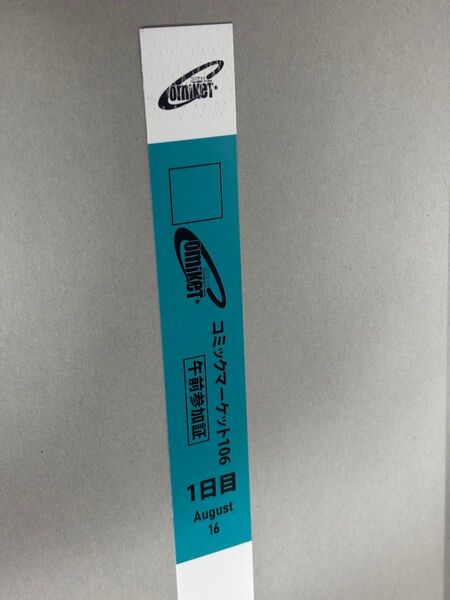 Comiket
Comiket
コミックマーケット106
午前参加証
1日目
August
16